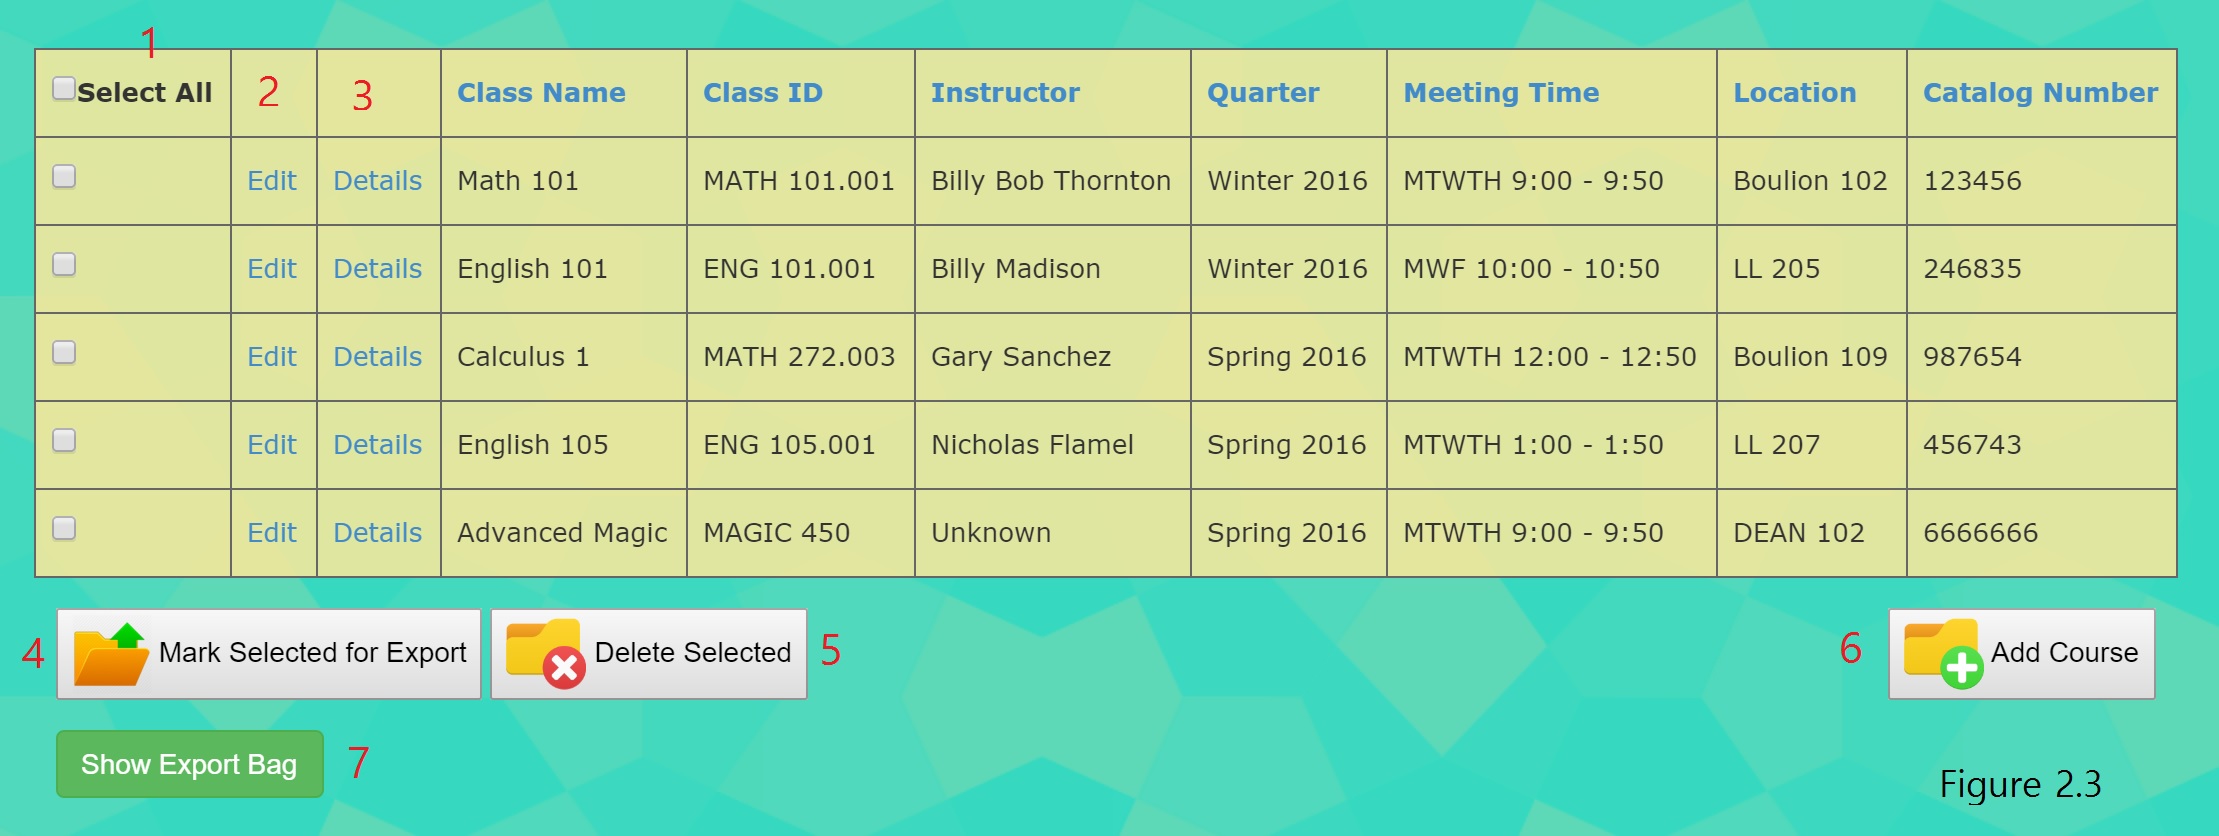 1
Select All 2 3 Class Name Class ID Instructor Quarter Meeting Time Location Catalog Number
Edit Details Math 101 MATH 101.001 Billy Bob Thornton Winter 2016 MTWTH 9:00 - 9:50 Boulion 102 123456
Edit Details English 101 ENG 101.001 Billy Madison Winter 2016 MWF 10:00 - 10:50 LL 205 246835
Edit Details Calculus 1 MATH 272.003 Gary Sanchez Spring 2016 MTWTH 12:00 - 12:50 Boulion 109 987654
Edit Details English 105 ENG 105.001 Nicholas Flamel Spring 2016 MTWTH 1:00 - 1:50 LL 207 456743
Edit Details Advanced Magic MAGIC 450 Unknown Spring 2016 MTWTH 9:00 - 9:50 DEAN 102 6666666
4 Mark Selected for Export Delete Selected 5 6 Add Course
Show Export Bag 7
Figure 2.3